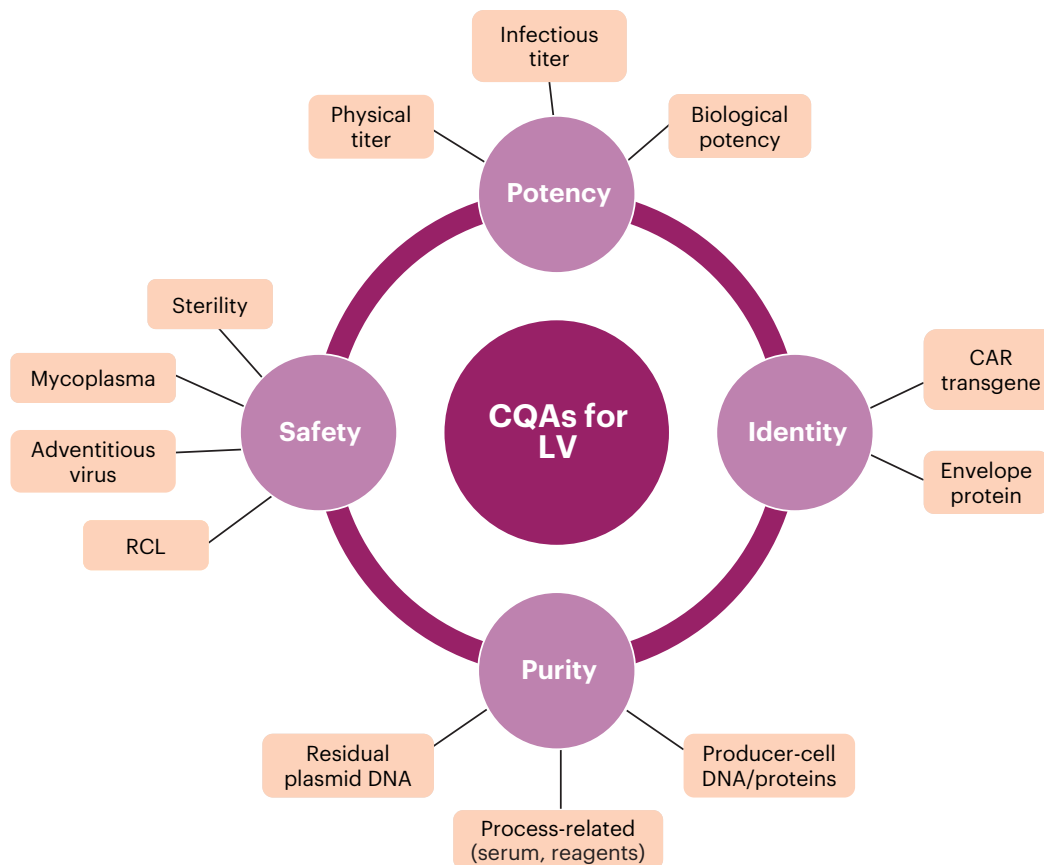 Infectious
titer
Physical
titer
Biological
potency
Potency
Sterility
Mycoplasma
Adventitious
virus
RCL
Safety
CQAs for
LV
Identity
CAR
transgene
Envelope
protein
Purity
Residual
plasmid DNA
Process-related
(serum, reagents)
Producer-cell
DNA/proteins